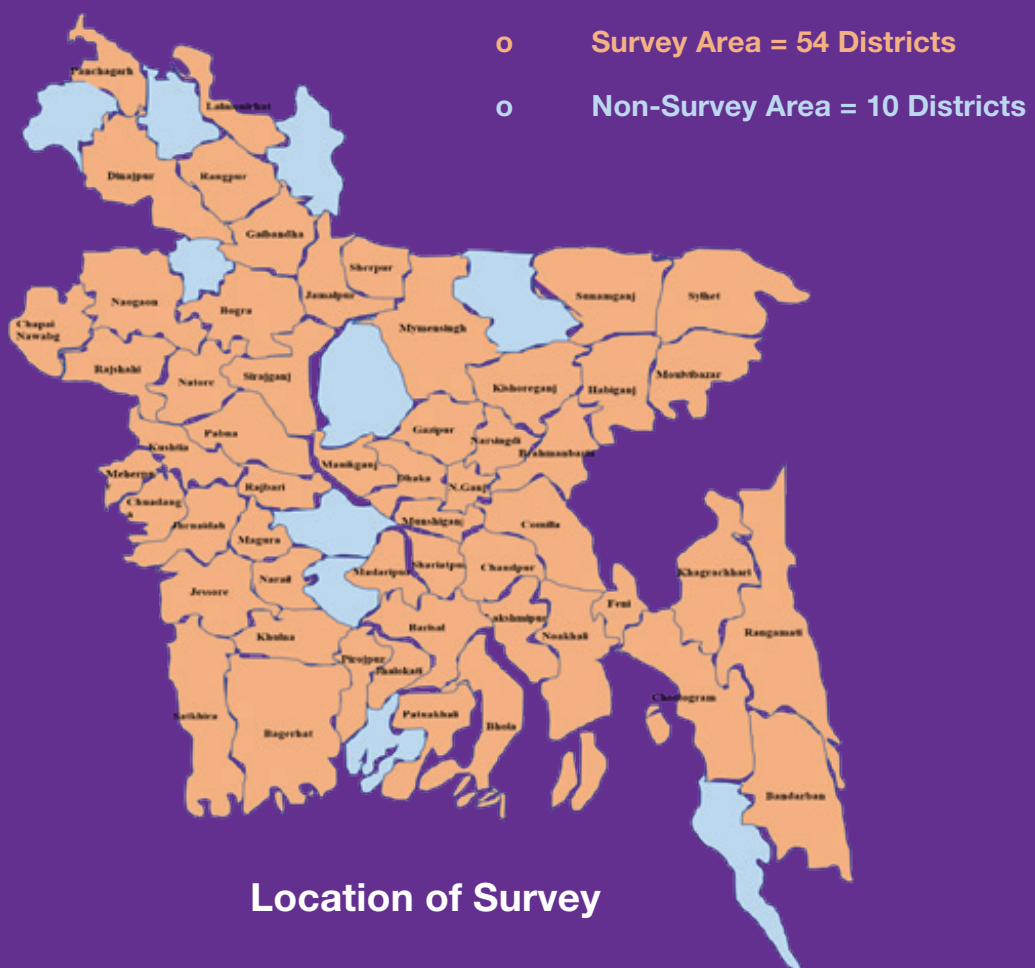 o Survey Area = 54 Districts
o Non-Survey Area = 10 Districts
Panchagarh
Lalmonirhat
Dinajpur
Rangpur
Gaibandha
Sherpur
Jamalpur
Naogaon
Bogra
Mymensingh
Sunamganj
Sylhet
Chapai
Nawabg
Rajshahi
Natore
Sirajganj
Kishoreganj
Habiganj
Moulvibazar
Pabna
Gazipur
Narsingdi
Kushtia
Brahmanbaria
Manikganj
Meherpu
Dhaka
Rajbari
N.Ganj
Chuadang
a
Jhenaidah
Munshiganj
Comilla
Magura
Narail
Madaripur
Shariatpur
Chandpur
Khagrachhari
Jessore
Feni
Lakshmipur
Barisal
Noakhali
Rangamati
Khulna
Pirojpur
Jhalokati
Chattogram
Satkhira
Patuakhali
Bhola
Bagerhat
Bandarban
Location of Survey